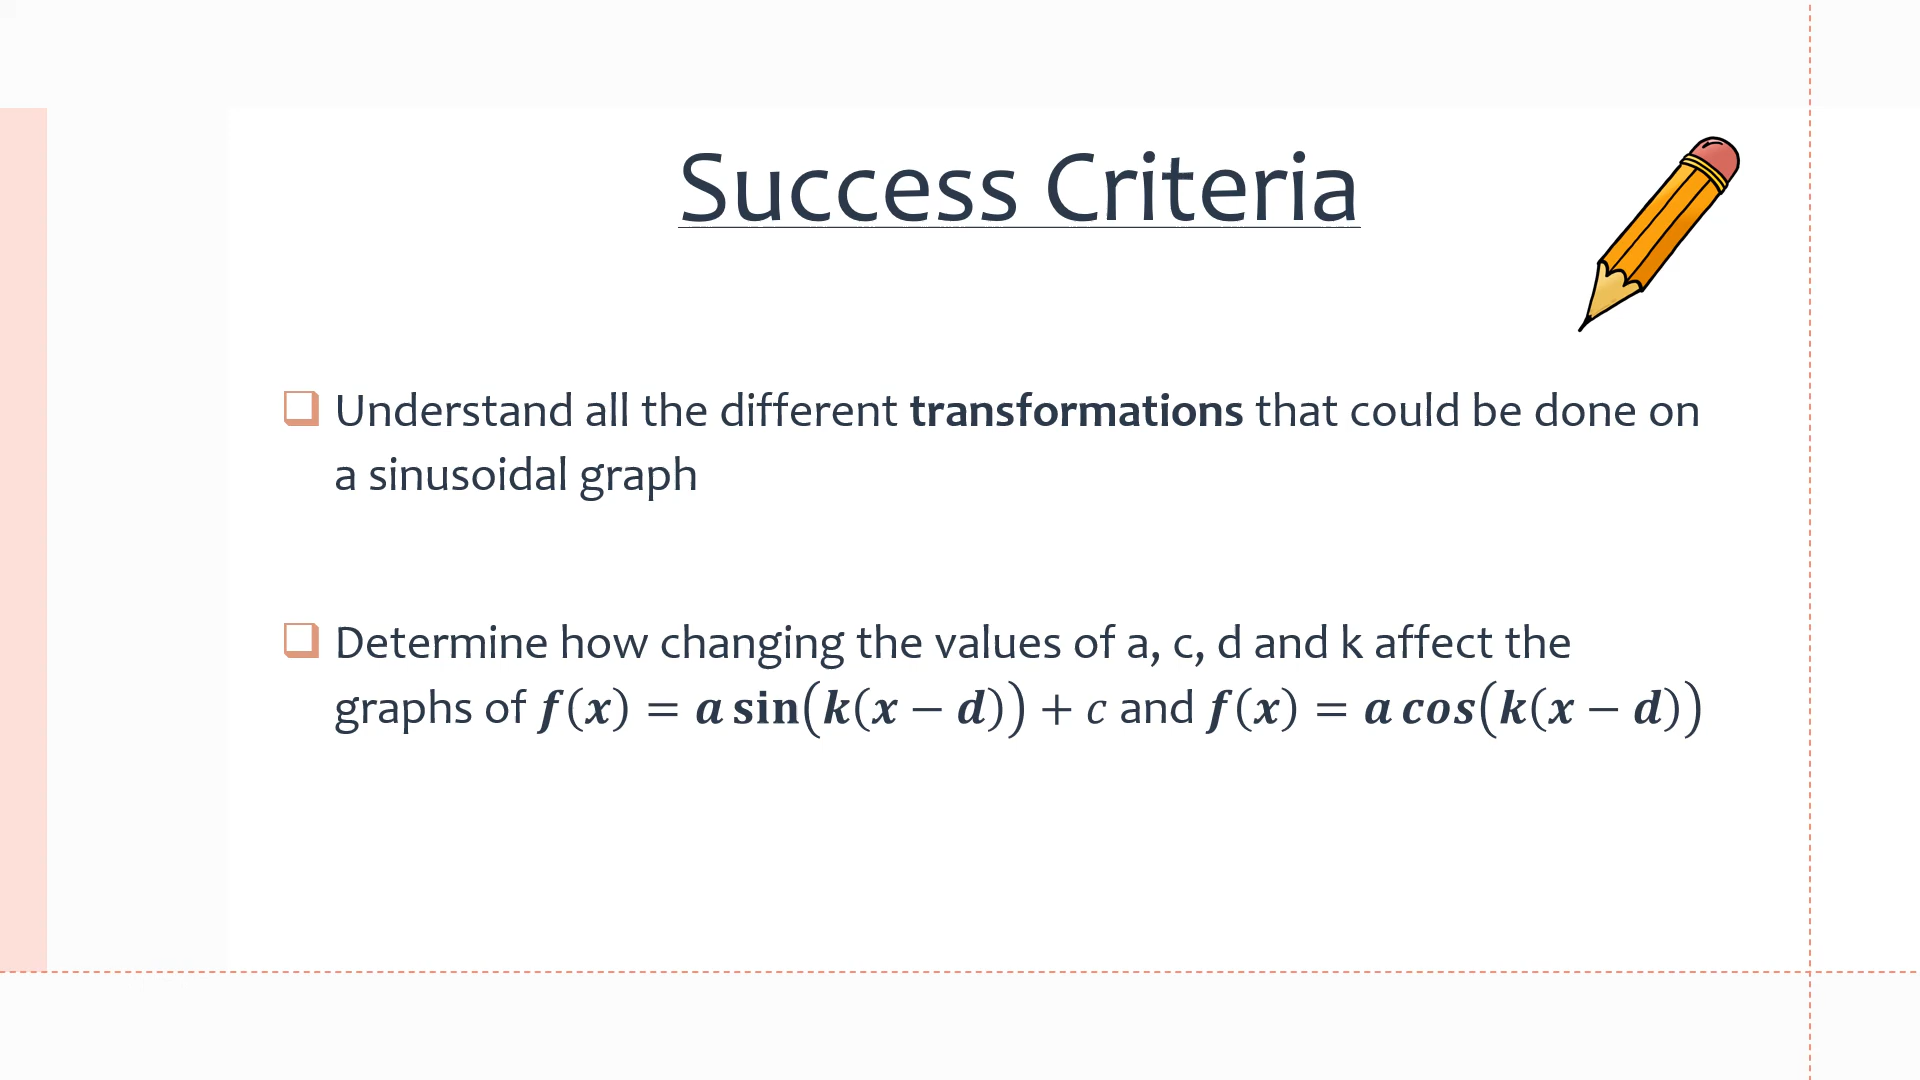 Success Criteria
Understand all the different transformations that could be done on
a sinusoidal graph
Determine how changing the values of a, c, d and k affect the
graphs of f(x) = a sin(k(x − d)) + c and f(x) = a cos(k(x − d))